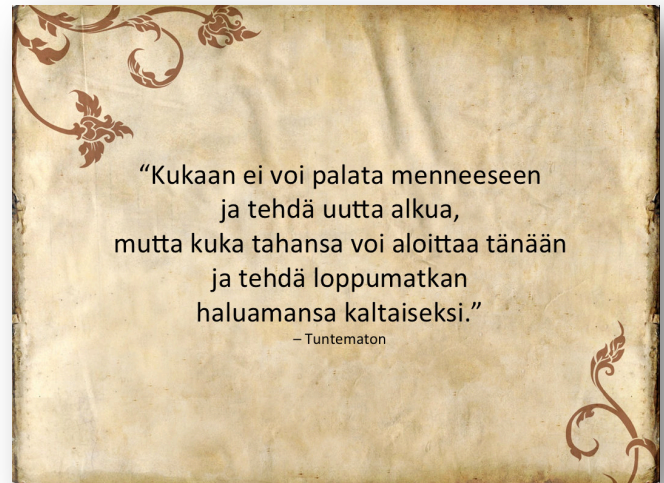 “Kukaan ei voi palata menneeseen
ja tehdä uutta alkua,
mutta kuka tahansa voi aloittaa tänään
ja tehdä loppumatkan
haluamansa kaltaiseksi.”
– Tuntematon